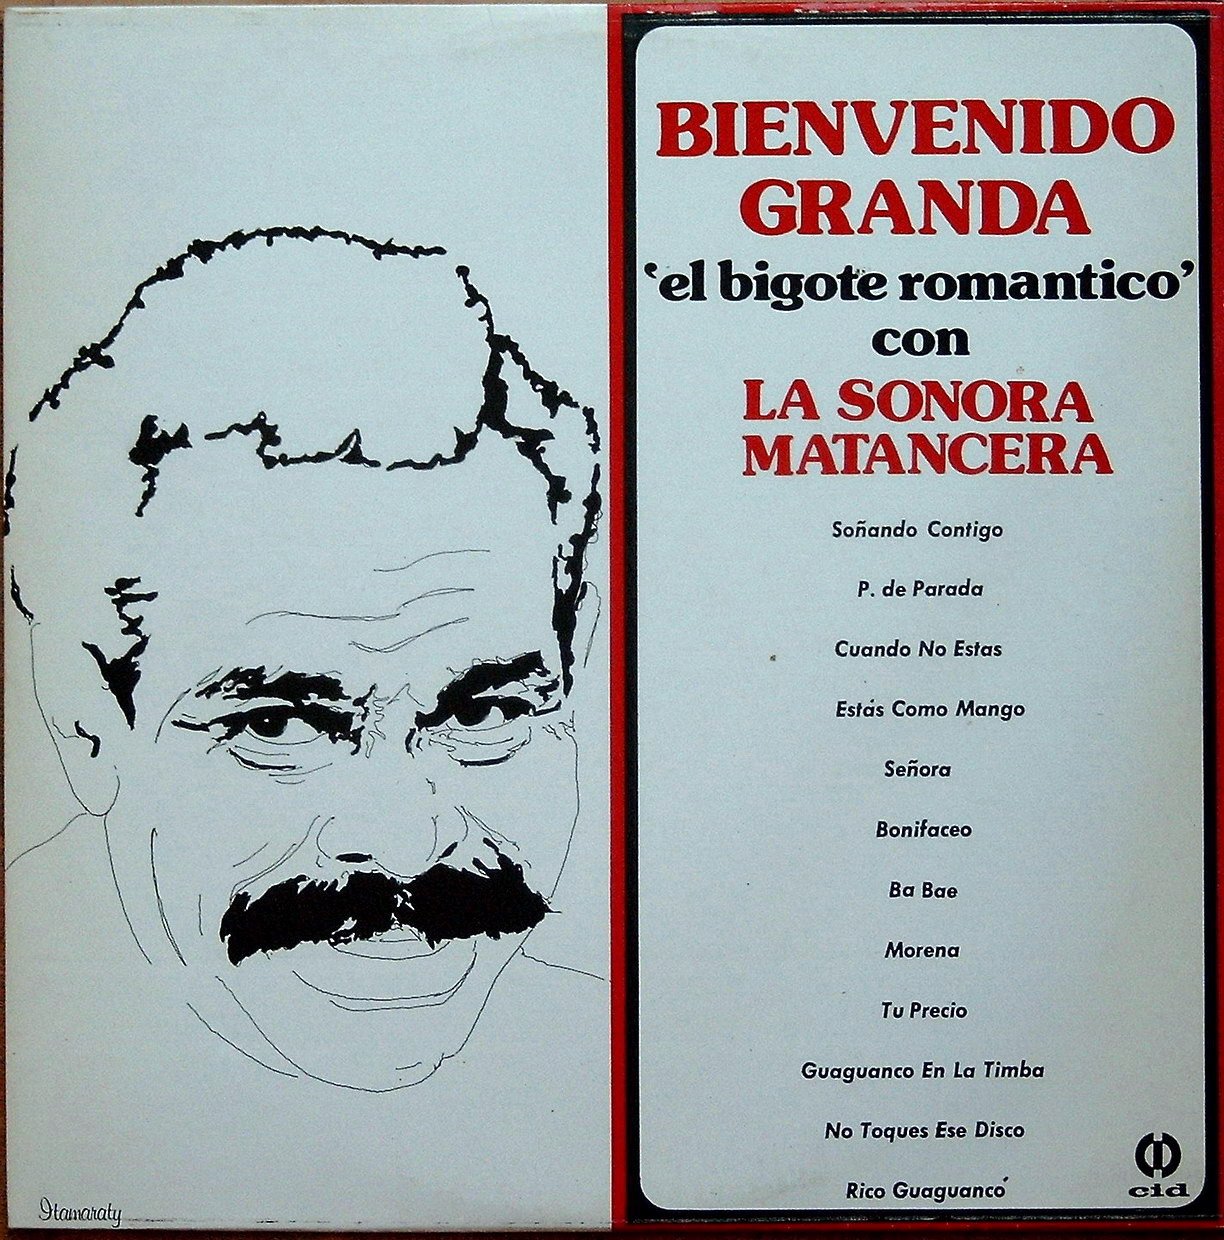 BIENVENIDO
GRANDA
‘el bigote romantico’
con
LA SONORA
MATANCERA
Soñando Contigo
P. de Parada
Cuando No Estas
Estás Como Mango
Señora
Bonifaceo
Ba Bae
Morena
Tu Precio
Guaguanco En La Timba
No Toques Ese Disco
Rico Guaguancó
cid
Itamaraty